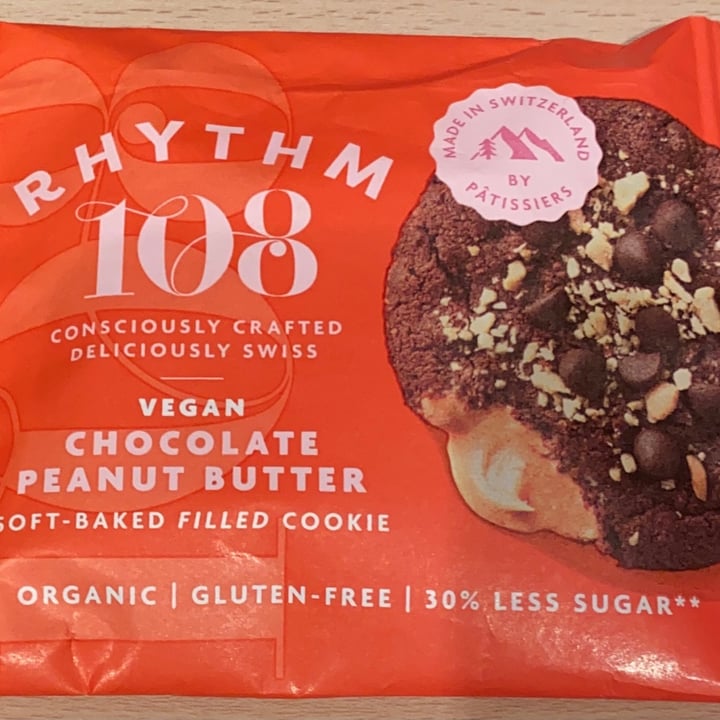 RHYTHM
108
CONSCIOUSLY CRAFTED
DELICIOUSLY SWISS
VEGAN
CHOCOLATE
PEANUT BUTTER
SOFT-BAKED FILLED COOKIE
ORGANIC | GLUTEN-FREE | 30% LESS SUGAR**
MADE IN SWITZERLAND
BY
PÂTISSIERS